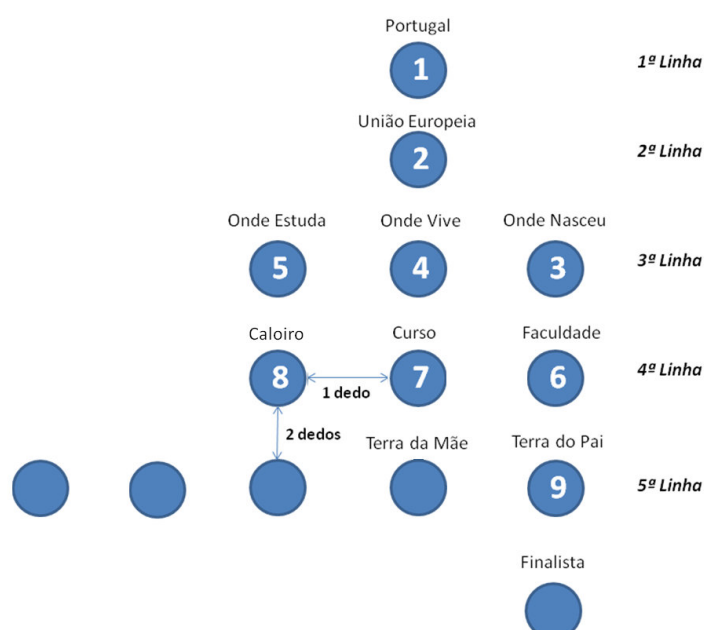 Portugal
1
1ª Linha
União Europeia
2
2ª Linha
Onde Estuda
Onde Vive
Onde Nasceu
5
4
3
3ª Linha
Caloiro
Curso
Faculdade
8
7
6
4ª Linha
1 dedo
2 dedos
Terra da Mãe
Terra do Pai
9
5ª Linha
Finalista